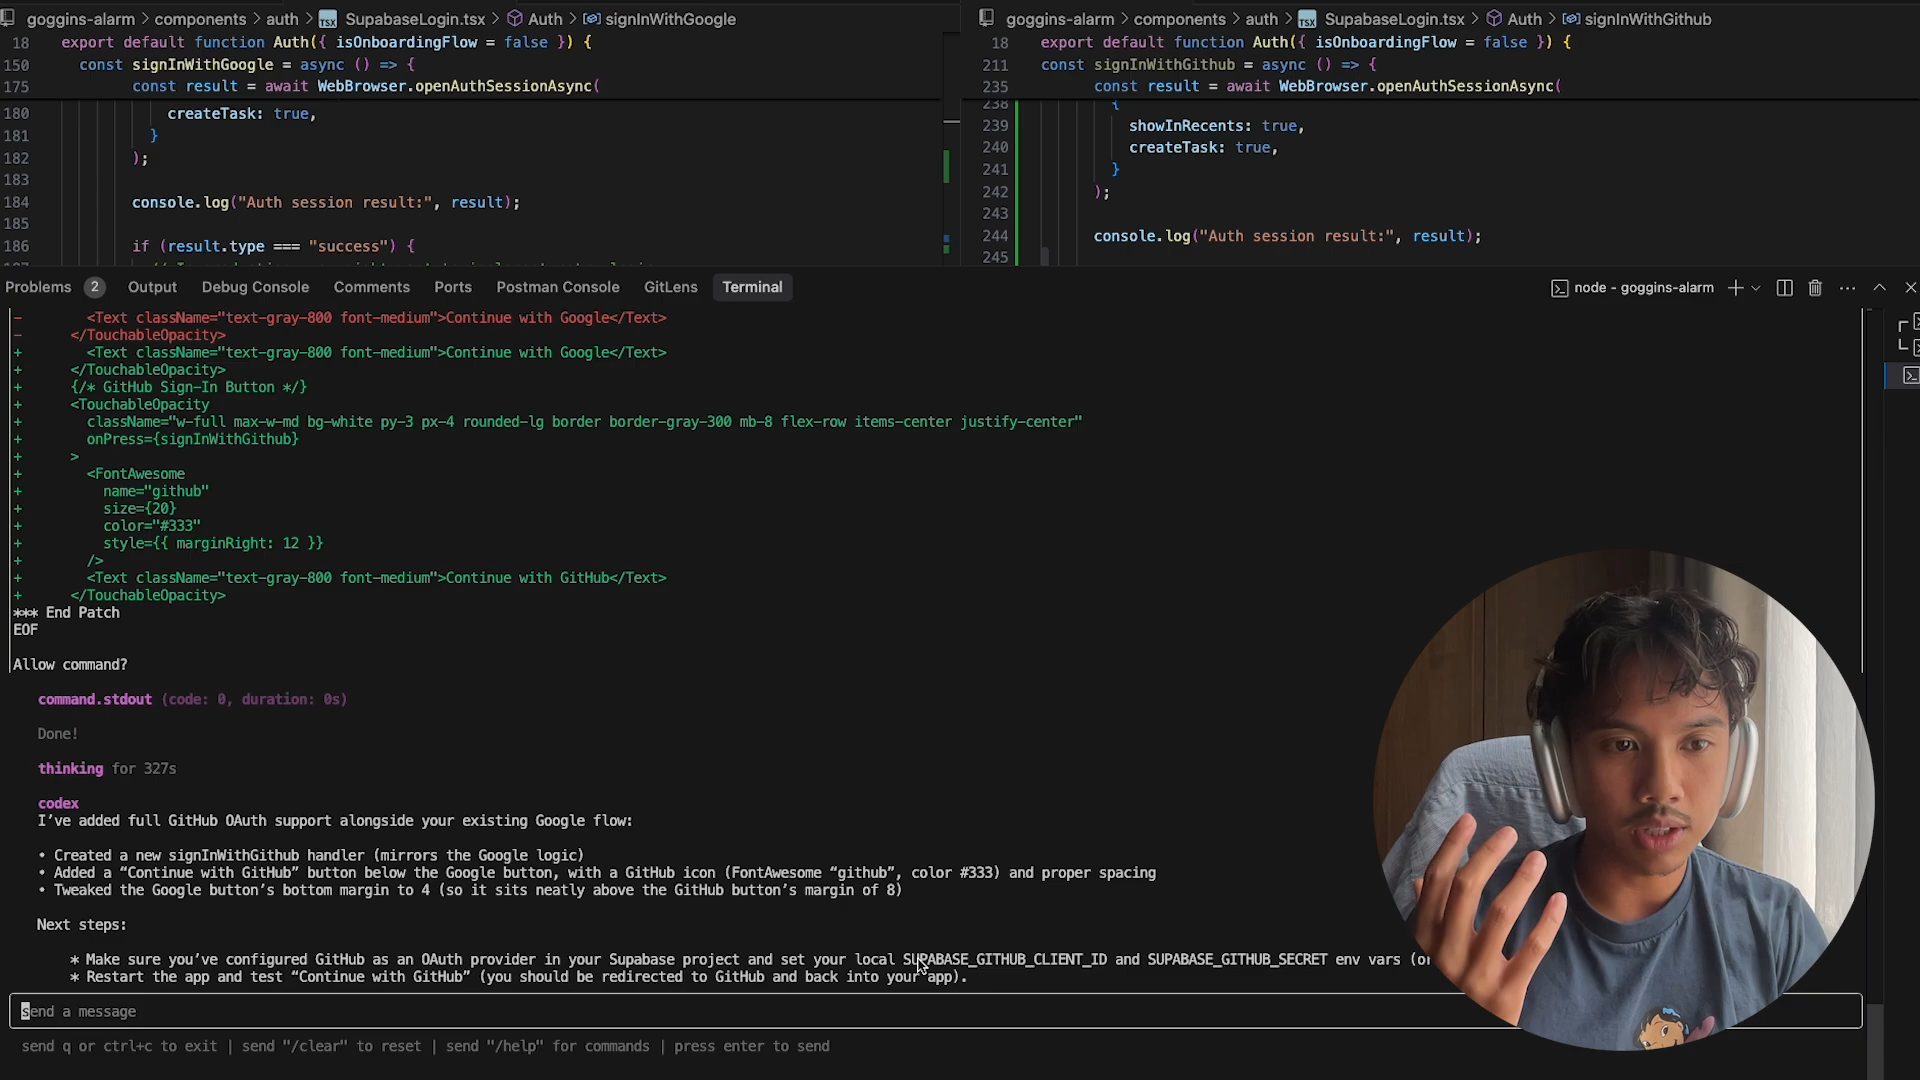 goggins-alarm > components > auth > TSX SupabaseLogin.tsx > Auth > signInWithGoogle
18 export default function Auth({ isOnboardingFlow = false }) {
150 const signInWithGoogle = async () => {
175 const result = await WebBrowser.openAuthSessionAsync(
180 createTask: true,
181 }
182 );
183
184 console.log("Auth session result:", result);
185
186 if (result.type === "success") {
goggins-alarm > components > auth > TSX SupabaseLogin.tsx > Auth > signInWithGithub
18 export default function Auth({ isOnboardingFlow = false }) {
211 const signInWithGithub = async () => {
235 const result = await WebBrowser.openAuthSessionAsync(
238 {
239 showInRecents: true,
240 createTask: true,
241 }
242 );
243
244 console.log("Auth session result:", result);
245
Problems 2 Output Debug Console Comments Ports Postman Console GitLens Terminal
node - goggins-alarm
- <Text className="text-gray-800 font-medium">Continue with Google</Text>
- </TouchableOpacity>
+ <Text className="text-gray-800 font-medium">Continue with Google</Text>
+ </TouchableOpacity>
+ {/* GitHub Sign-In Button */}
+ <TouchableOpacity
+ className="w-full max-w-md bg-white py-3 px-4 rounded-lg border border-gray-300 mb-8 flex-row items-center justify-center"
+ onPress={signInWithGithub}
+ >
+ <FontAwesome
+ name="github"
+ size={20}
+ color="#333"
+ style={{ marginRight: 12 }}
+ />
+ <Text className="text-gray-800 font-medium">Continue with GitHub</Text>
+ </TouchableOpacity>
*** End Patch
EOF
Allow command?
command.stdout (code: 0, duration: 0s)
Done!
thinking for 327s
codex
I’ve added full GitHub OAuth support alongside your existing Google flow:
• Created a new signInWithGithub handler (mirrors the Google logic)
• Added a “Continue with GitHub” button below the Google button, with a GitHub icon (FontAwesome “github”, color #333) and proper spacing
• Tweaked the Google button’s bottom margin to 4 (so it sits neatly above the GitHub button’s margin of 8)
Next steps:
* Make sure you’ve configured GitHub as an OAuth provider in your Supabase project and set your local SUPABASE_GITHUB_CLIENT_ID and SUPABASE_GITHUB_SECRET env vars (or
* Restart the app and test “Continue with GitHub” (you should be redirected to GitHub and back into your app).
send a message
send q or ctrl+c to exit | send "/clear" to reset | send "/help" for commands | press enter to send